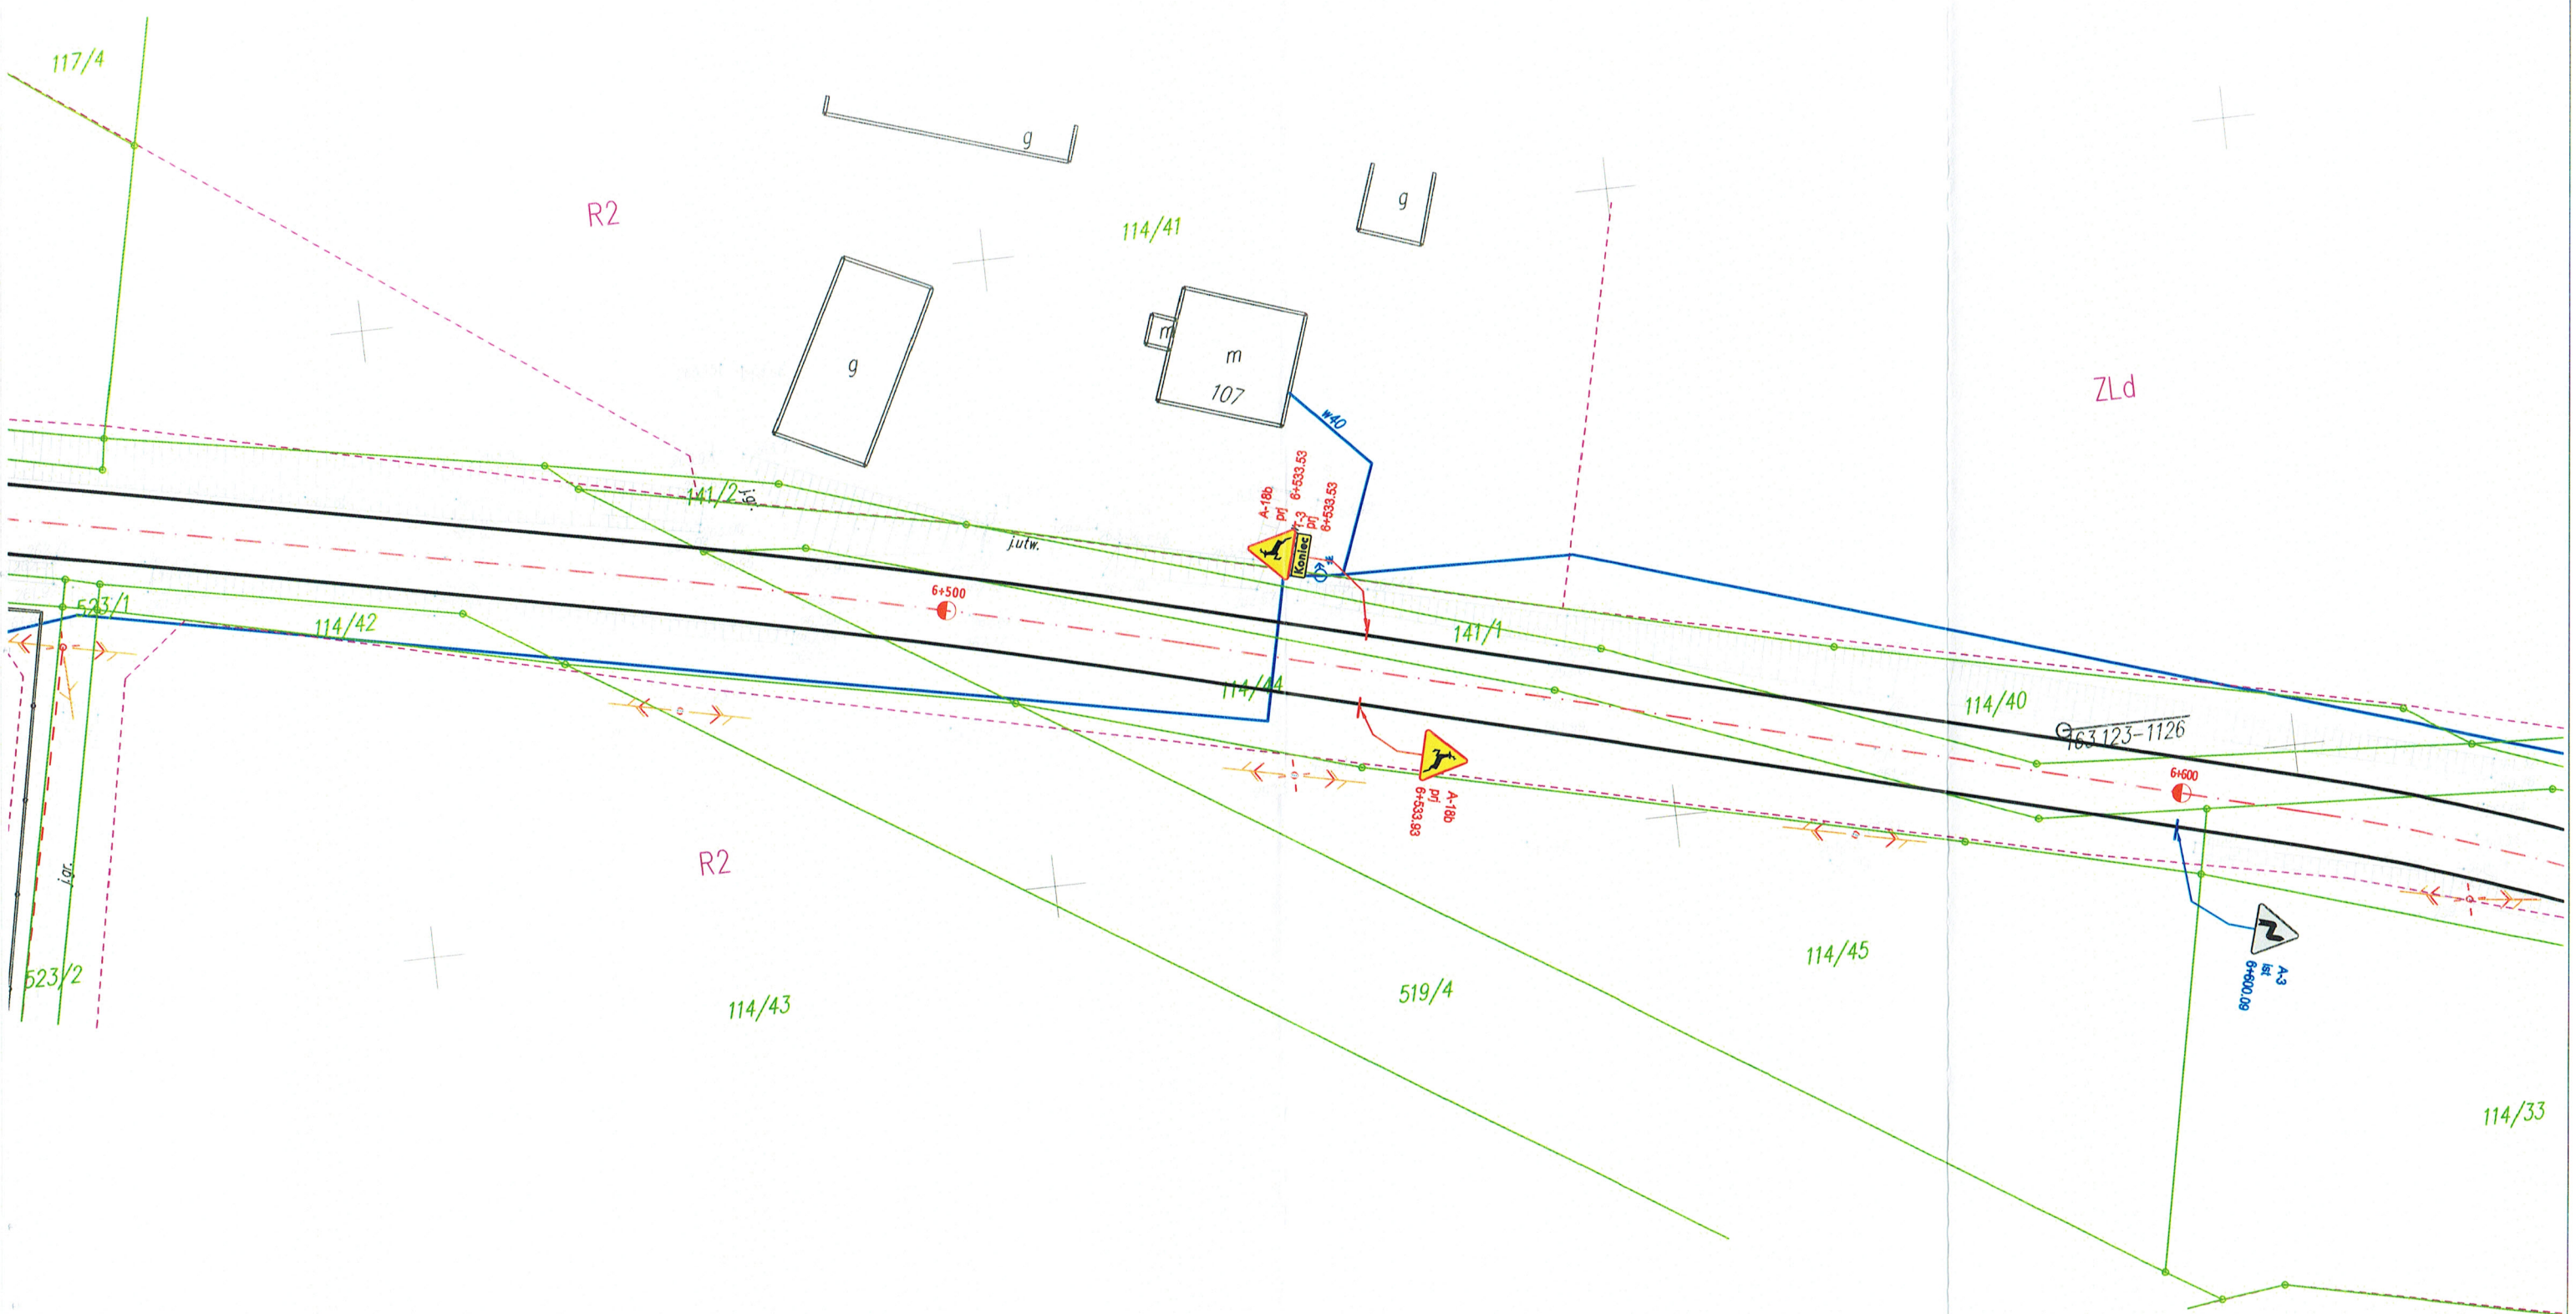 117/4
g
R2
114/41
g
g
m
m
107
w40
ZLd
A-18b
prj
6+533.53
T-3
prj
6+533.53
Koniec
141/2
j.gr.
j.utw.
6+500
523/1
114/42
141/1
114/44
114/40
163 123-1126
6+600
A-18b
prj
6+533.93
R2
j.gr.
523/2
114/43
519/4
114/45
A-3
ist
6+600.09
114/33